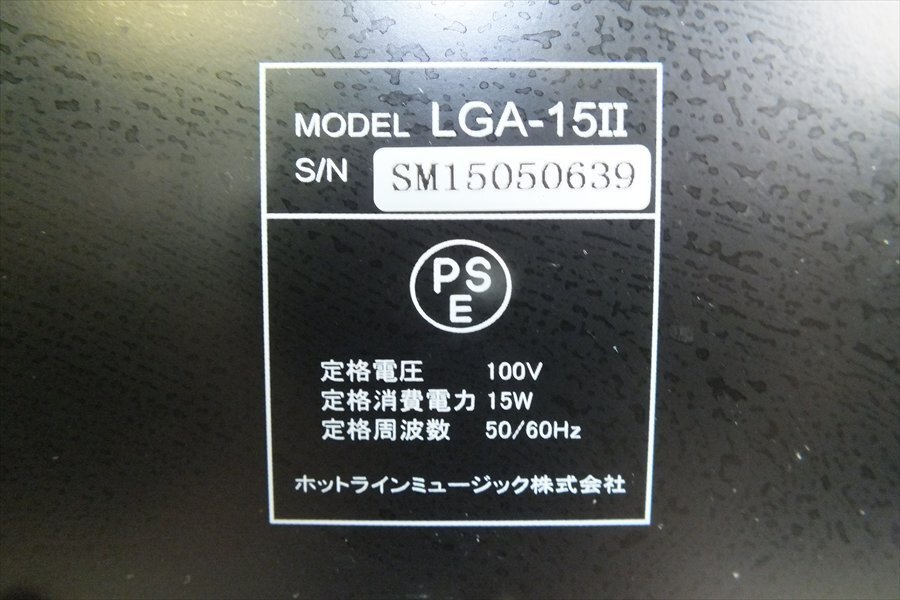 MODEL LGA-15II
S/N SM15050639
PS
E
定格電圧 100V
定格消費電力 15W
定格周波数 50/60Hz
ホットラインミュージック株式会社